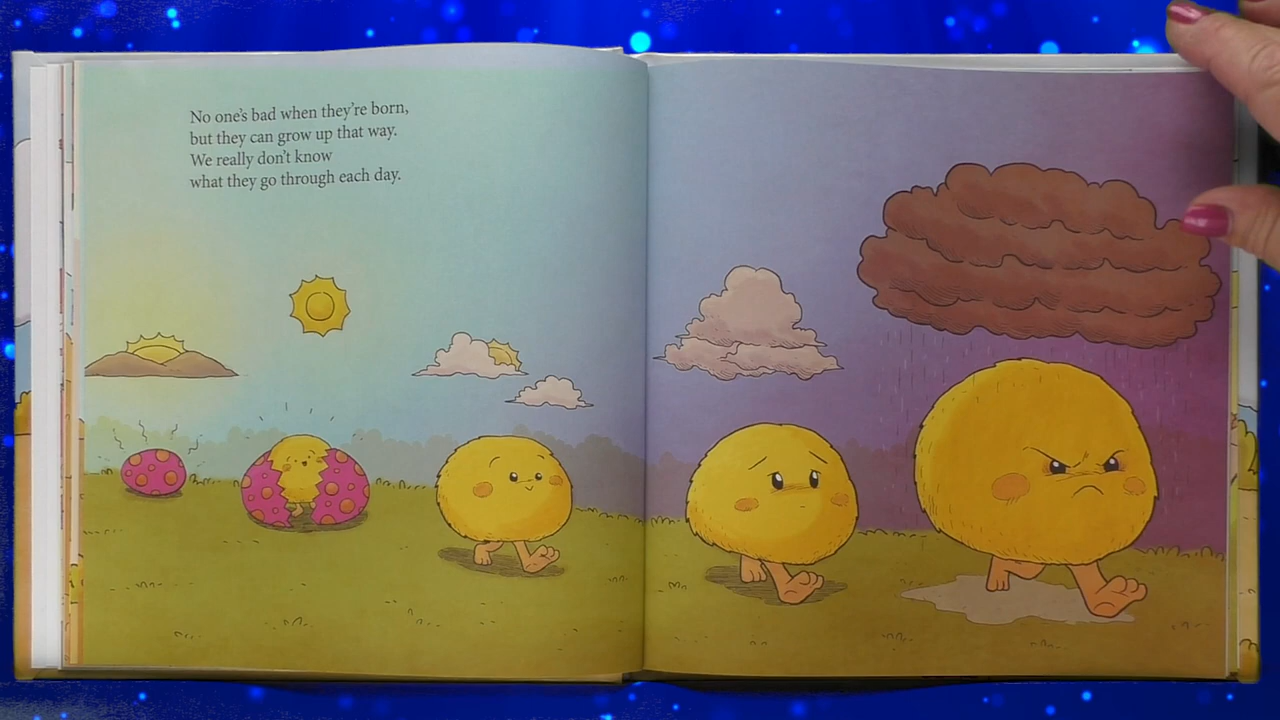 No one's bad when they're born,
but they can grow up that way.
We really don't know
what they go through each day.